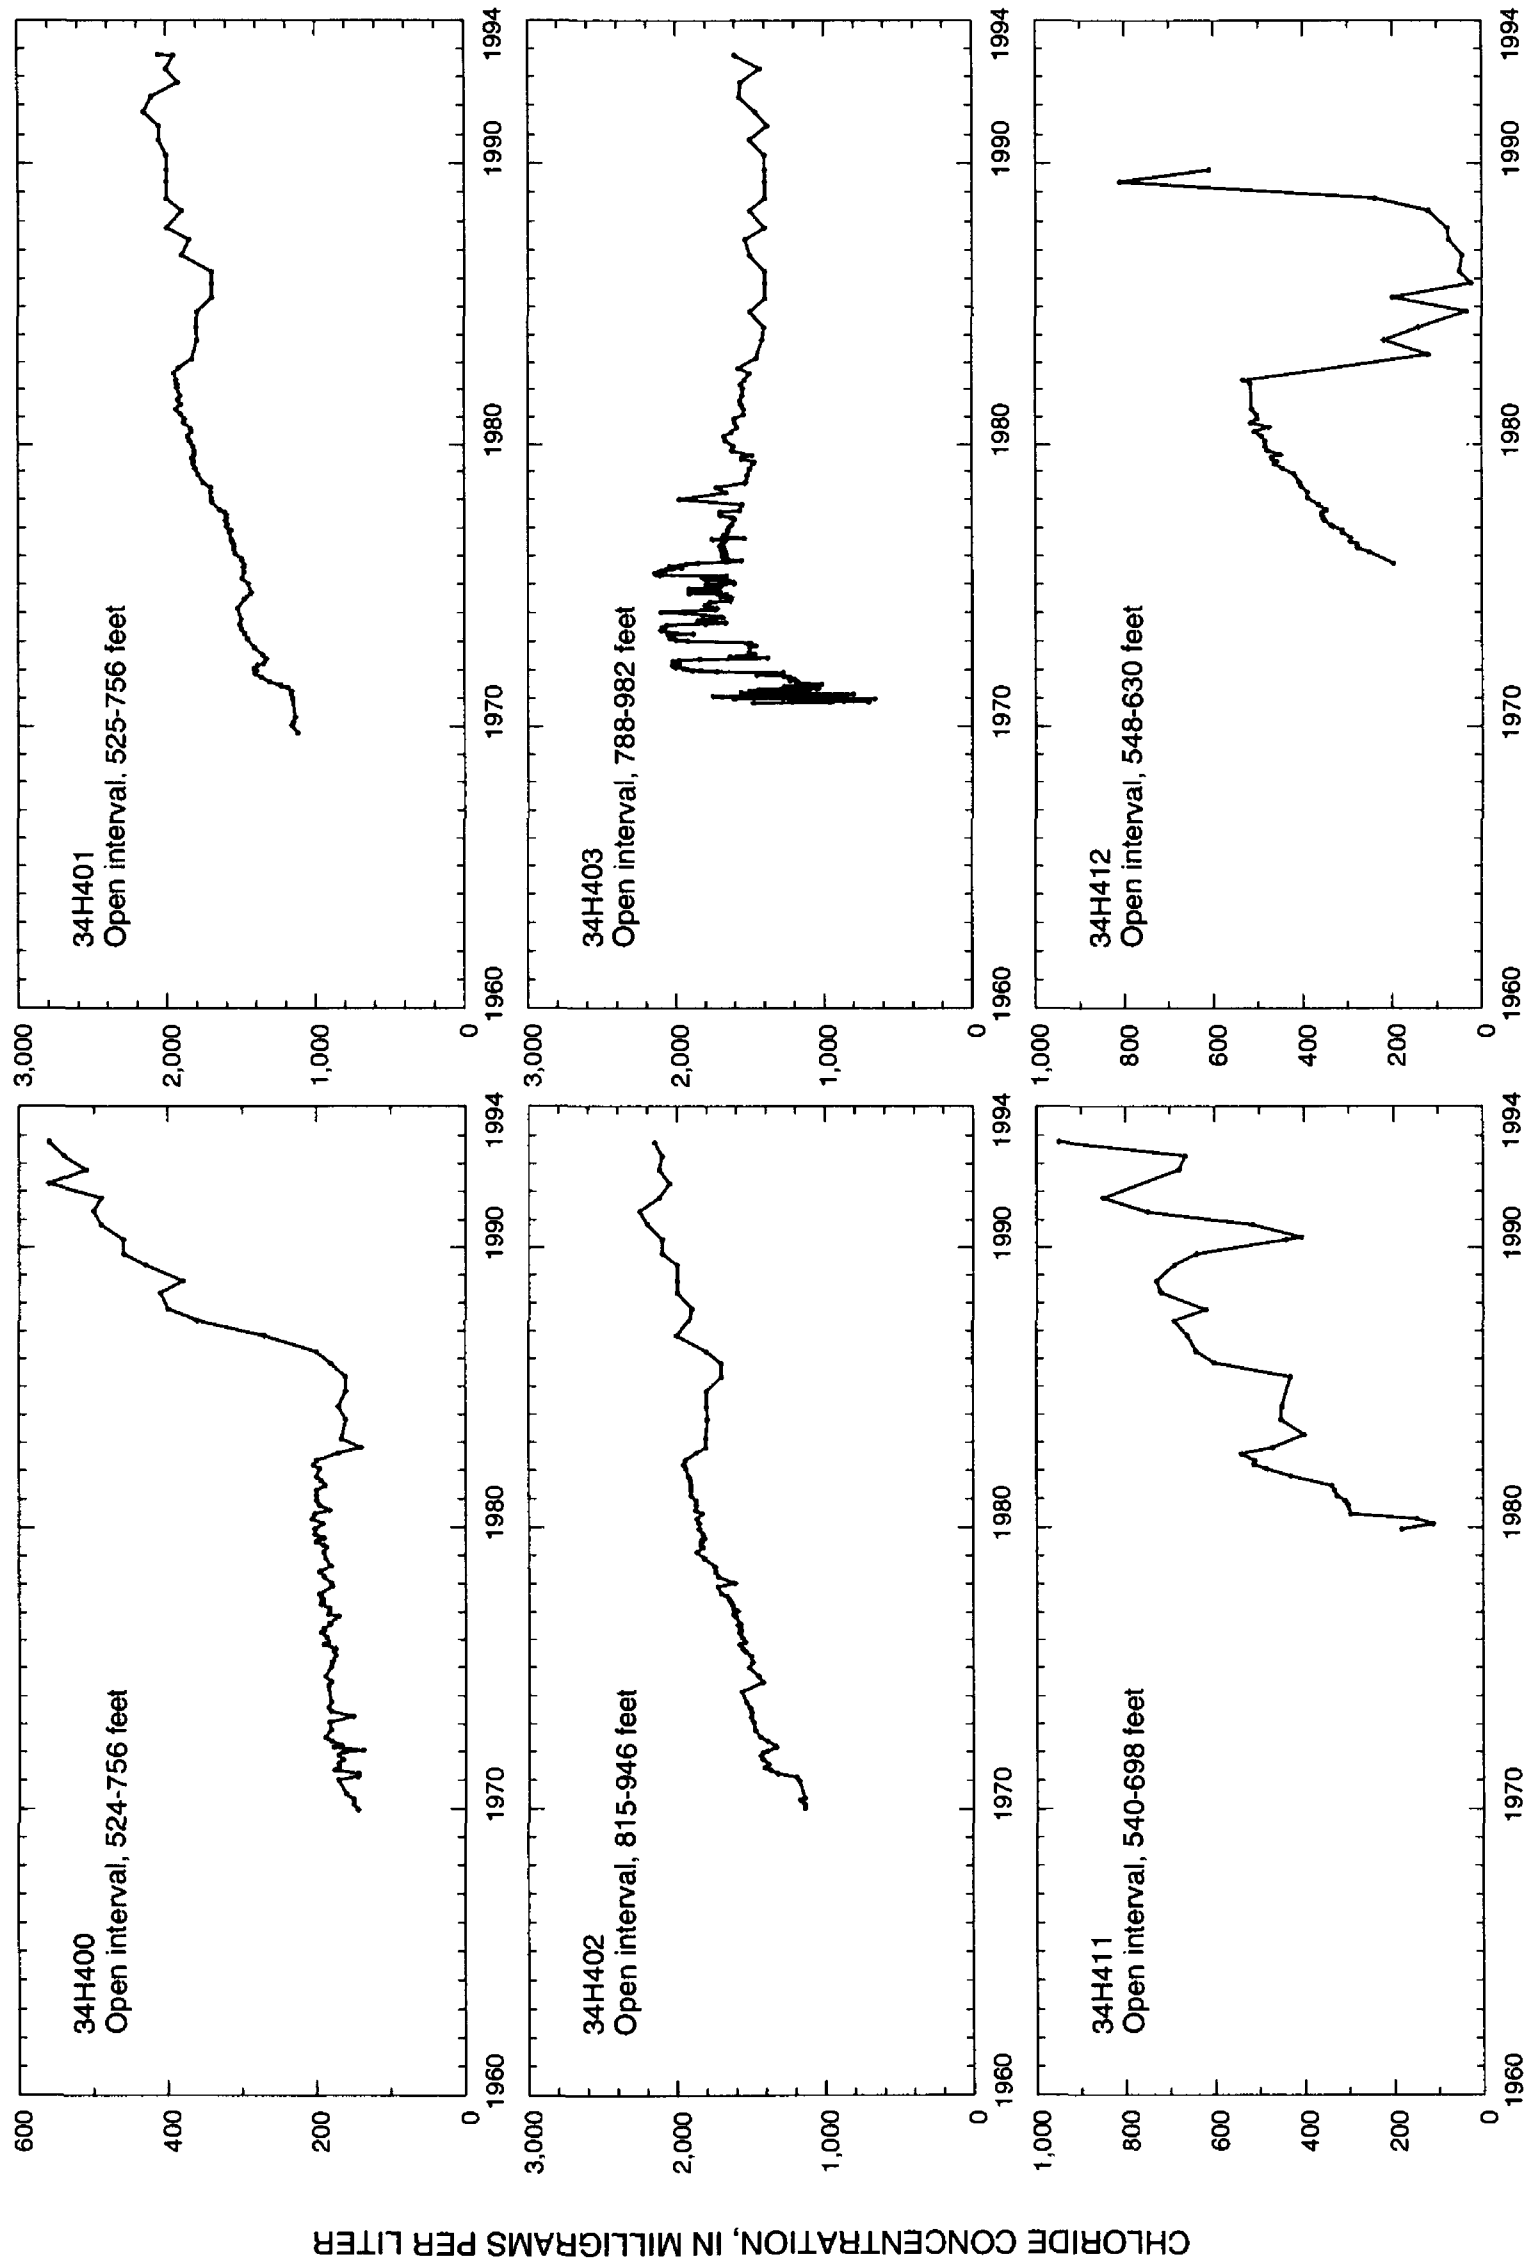 CHLORIDE CONCENTRATION, IN MILLIGRAMS PER LITER
34H400
Open interval, 524-756 feet
600
400
200
0
1960 1970 1980 1990 1994
34H401
Open interval. 525-756 feet
3,000
2,000
1,000
0
1960 1970 1980 1990 1994
34H402
Open interval, 815-946 feet
3,000
2,000
1,000
0
1960 1970 1980 1990 1994
34H403
Open interval, 788-982 feet
3,000
2,000
1,000
0
1960 1970 1980 1990 1994
34H411
Open interval, 540-698 feet
1,000
800
600
400
200
0
1960 1970 1980 1990 1994
34H412
Open interval, 548-630 feet
1,000
800
600
400
200
0
1960 1970 1980 1990 1994